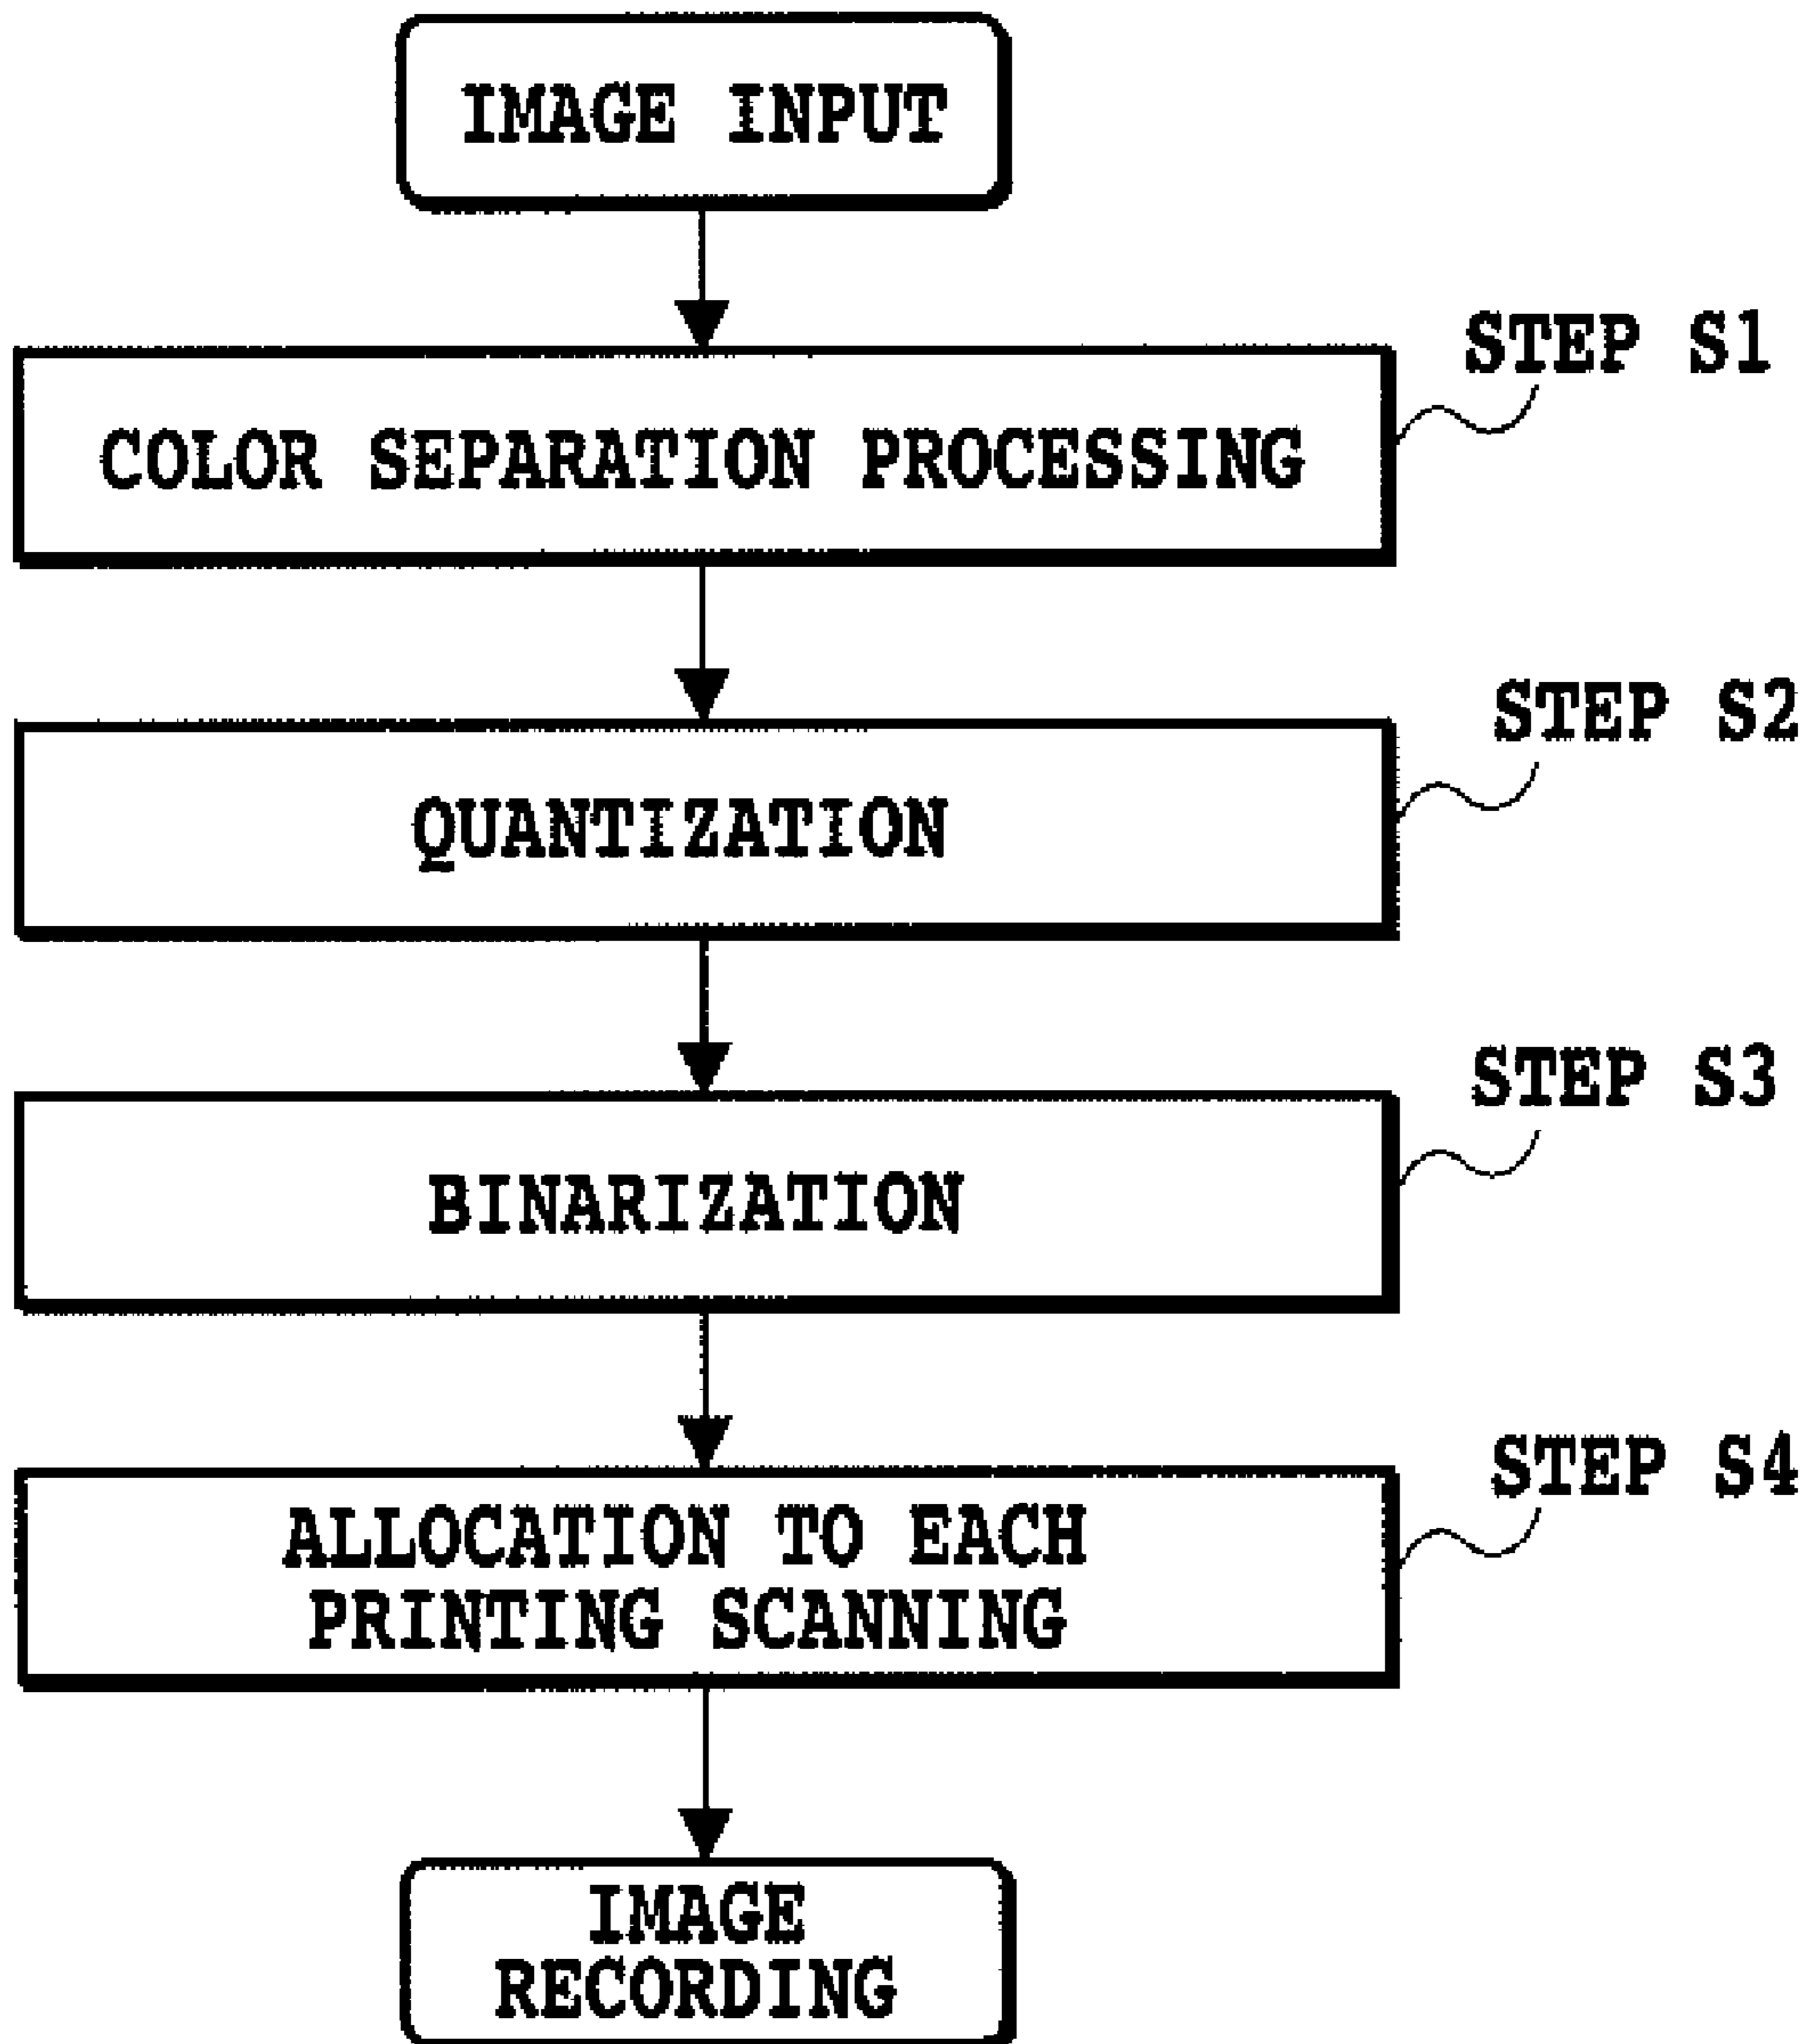 IMAGE INPUT
STEP S1
COLOR SEPARATION PROCESSING
STEP S2
QUANTIZATION
STEP S3
BINARIZATION
STEP S4
ALLOCATION TO EACH
PRINTING SCANNING
IMAGE
RECORDING